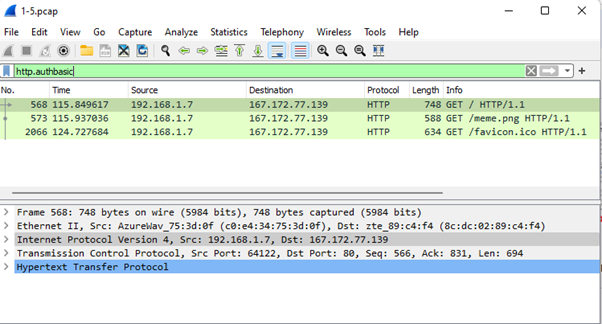 1-5.pcap
File Edit View Go Capture Analyze Statistics Telephony Wireless Tools Help
http.authbasic
No. Time Source Destination Protocol Length Info
568 115.849617 192.168.1.7 167.172.77.139 HTTP 748 GET / HTTP/1.1
573 115.937036 192.168.1.7 167.172.77.139 HTTP 588 GET /meme.png HTTP/1.1
2066 124.727684 192.168.1.7 167.172.77.139 HTTP 634 GET /favicon.ico HTTP/1.1
Frame 568: 748 bytes on wire (5984 bits), 748 bytes captured (5984 bits)
Ethernet II, Src: AzureWav_75:3d:0f (c0:e4:34:75:3d:0f), Dst: zte_89:c4:f4 (8c:dc:02:89:c4:f4)
Internet Protocol Version 4, Src: 192.168.1.7, Dst: 167.172.77.139
Transmission Control Protocol, Src Port: 64122, Dst Port: 80, Seq: 566, Ack: 831, Len: 694
Hypertext Transfer Protocol